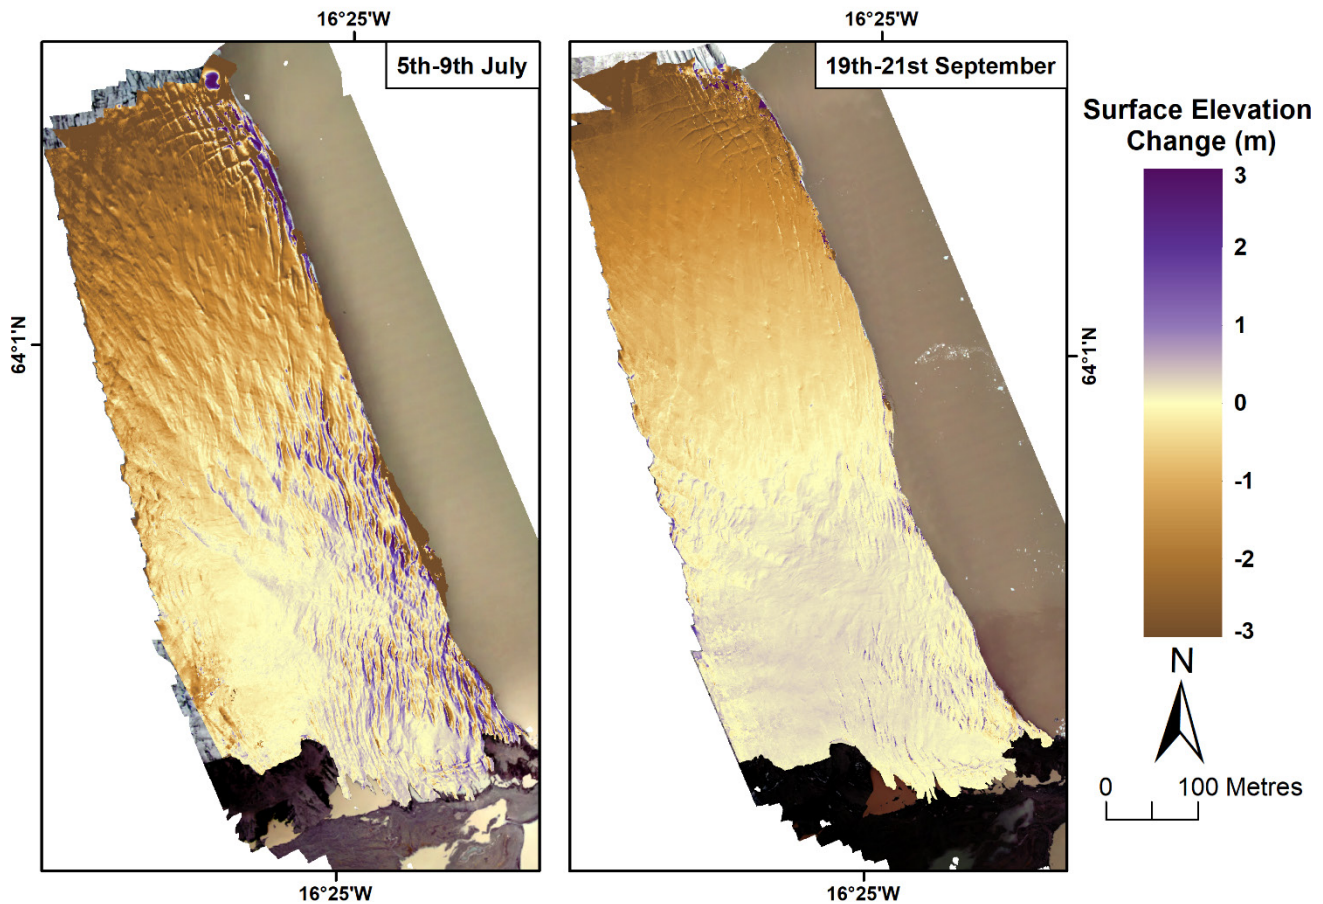 16°25'W
16°25'W
5th-9th July
19th-21st September
64°1'N
64°1'N
Surface Elevation
Change (m)
3
2
1
0
-1
-2
-3
N
0
100 Metres
16°25'W
16°25'W